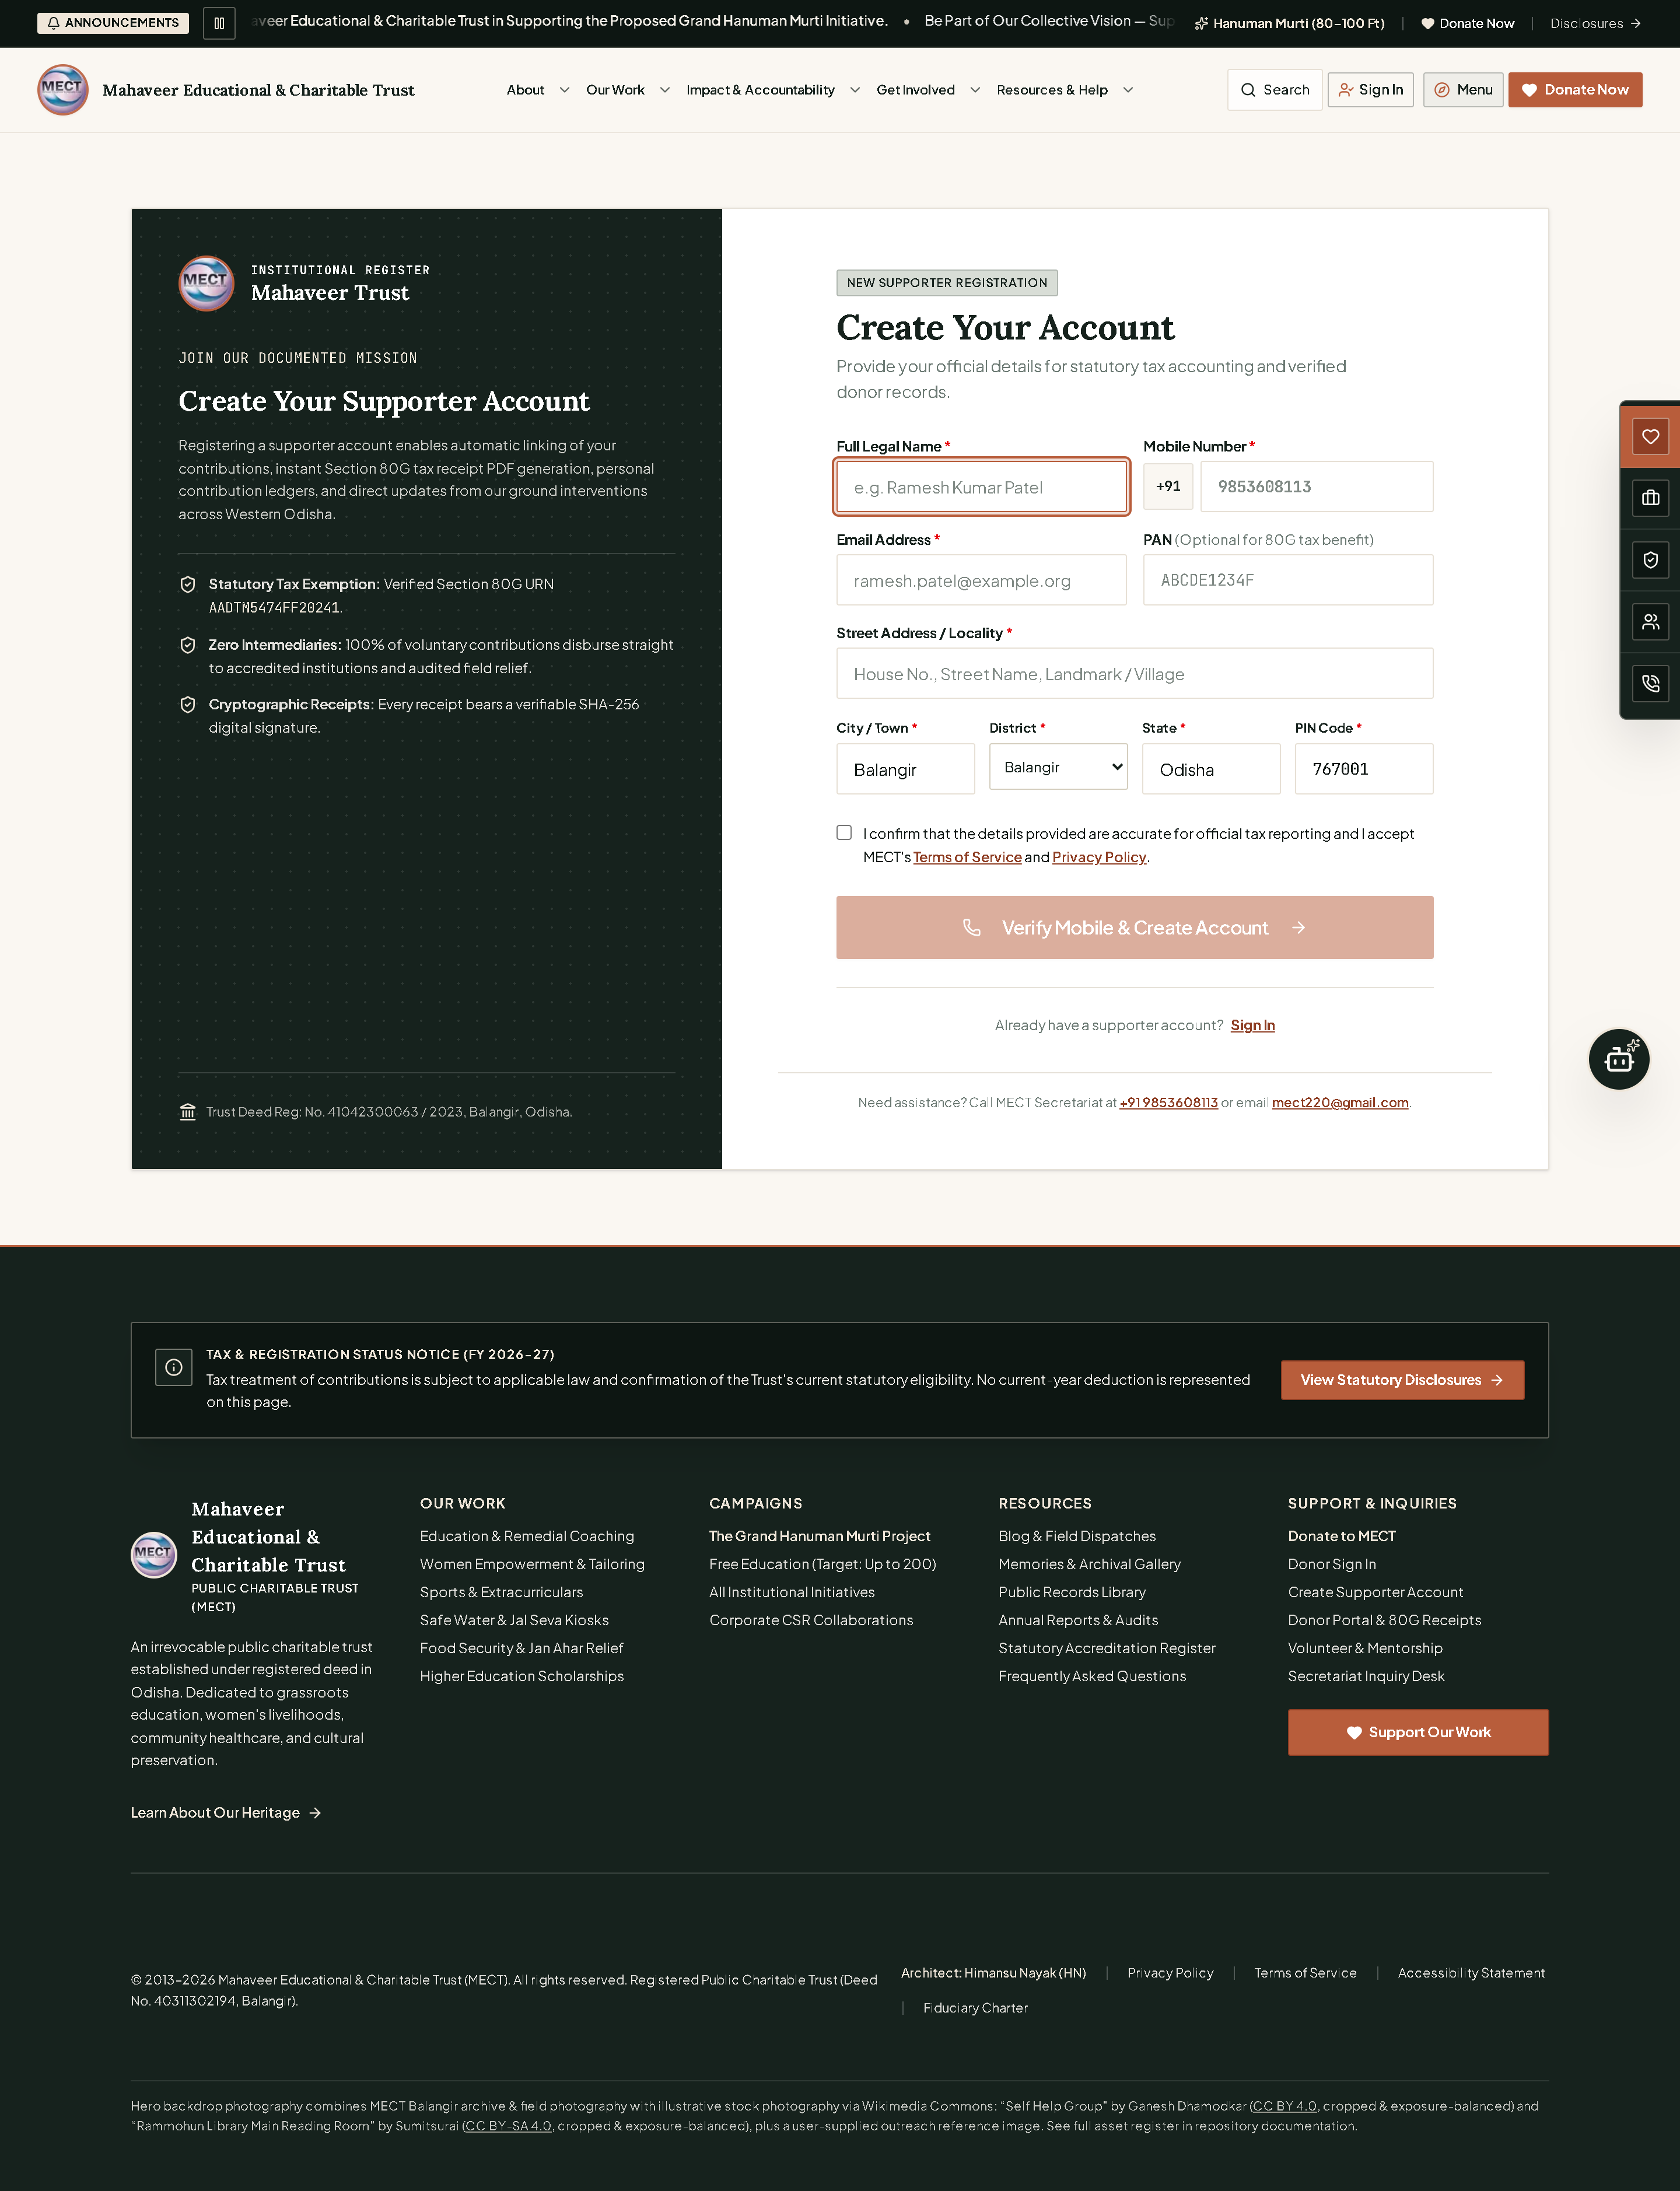 ANNOUNCEMENTS
aveer Educational & Charitable Trust in Supporting the Proposed Grand Hanuman Murti Initiative. • Be Part of Our Collective Vision — Sup
Hanuman Murti (80–100 Ft) | Donate Now | Disclosures →
MECT
Mahaveer Educational & Charitable Trust
About
Our Work
Impact & Accountability
Get Involved
Resources & Help
Search
Sign In
Menu
Donate Now
MECT
INSTITUTIONAL REGISTER
Mahaveer Trust
JOIN OUR DOCUMENTED MISSION
Create Your Supporter Account
Registering a supporter account enables automatic linking of your
contributions, instant Section 80G tax receipt PDF generation, personal
contribution ledgers, and direct updates from our ground interventions
across Western Odisha.
Statutory Tax Exemption: Verified Section 80G URN
AADTM5474FF20241.
Zero Intermediaries: 100% of voluntary contributions disburse straight
to accredited institutions and audited field relief.
Cryptographic Receipts: Every receipt bears a verifiable SHA-256
digital signature.
Trust Deed Reg: No. 41042300063 / 2023, Balangir, Odisha.
NEW SUPPORTER REGISTRATION
Create Your Account
Provide your official details for statutory tax accounting and verified
donor records.
Full Legal Name *
e.g. Ramesh Kumar Patel
Mobile Number *
+91
9853608113
Email Address *
ramesh.patel@example.org
PAN (Optional for 80G tax benefit)
ABCDE1234F
Street Address / Locality *
House No., Street Name, Landmark / Village
City / Town *
Balangir
District *
Balangir
State *
Odisha
PIN Code *
767001
I confirm that the details provided are accurate for official tax reporting and I accept
MECT's Terms of Service and Privacy Policy.
Verify Mobile & Create Account →
Already have a supporter account? Sign In
Need assistance? Call MECT Secretariat at +91 9853608113 or email mect220@gmail.com.
TAX & REGISTRATION STATUS NOTICE (FY 2026–27)
Tax treatment of contributions is subject to applicable law and confirmation of the Trust's current statutory eligibility. No current-year deduction is represented
on this page.
View Statutory Disclosures →
MECT
Mahaveer
Educational &
Charitable Trust
PUBLIC CHARITABLE TRUST
(MECT)
An irrevocable public charitable trust
established under registered deed in
Odisha. Dedicated to grassroots
education, women's livelihoods,
community healthcare, and cultural
preservation.
Learn About Our Heritage →
OUR WORK
Education & Remedial Coaching
Women Empowerment & Tailoring
Sports & Extracurriculars
Safe Water & Jal Seva Kiosks
Food Security & Jan Ahar Relief
Higher Education Scholarships
CAMPAIGNS
The Grand Hanuman Murti Project
Free Education (Target: Up to 200)
All Institutional Initiatives
Corporate CSR Collaborations
RESOURCES
Blog & Field Dispatches
Memories & Archival Gallery
Public Records Library
Annual Reports & Audits
Statutory Accreditation Register
Frequently Asked Questions
SUPPORT & INQUIRIES
Donate to MECT
Donor Sign In
Create Supporter Account
Donor Portal & 80G Receipts
Volunteer & Mentorship
Secretariat Inquiry Desk
Support Our Work
© 2013–2026 Mahaveer Educational & Charitable Trust (MECT). All rights reserved. Registered Public Charitable Trust (Deed
No. 40311302194, Balangir).
Architect: Himansu Nayak (HN) | Privacy Policy | Terms of Service | Accessibility Statement
| Fiduciary Charter
Hero backdrop photography combines MECT Balangir archive & field photography with illustrative stock photography via Wikimedia Commons: “Self Help Group” by Ganesh Dhamodkar (CC BY 4.0, cropped & exposure-balanced) and
“Rammohun Library Main Reading Room” by Sumitsurai (CC BY-SA 4.0, cropped & exposure-balanced), plus a user-supplied outreach reference image. See full asset register in repository documentation.